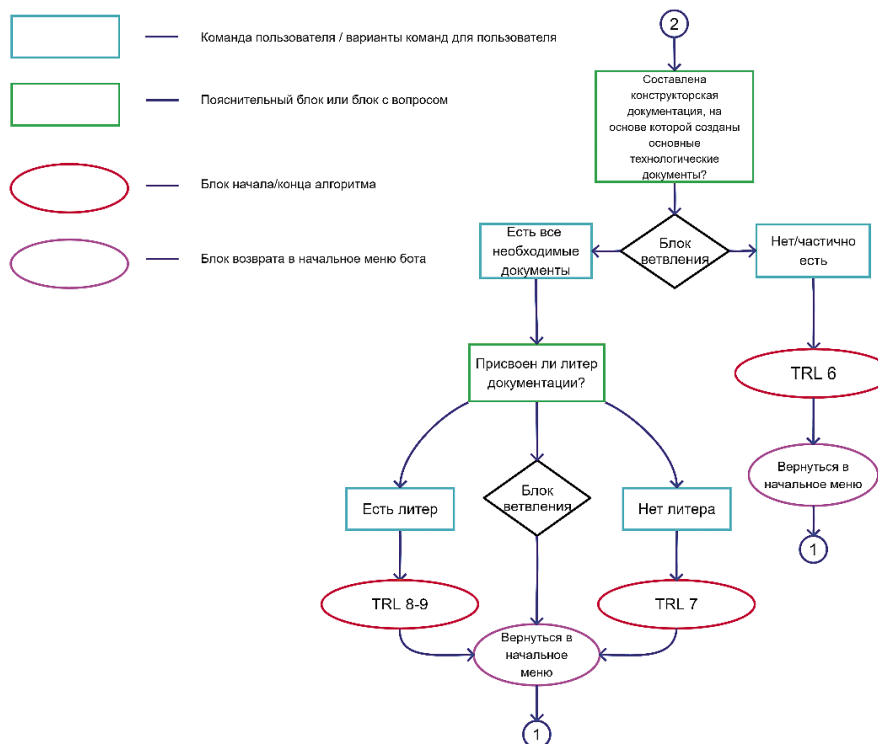 Команда пользователя / варианты команд для пользователя
Пояснительный блок или блок с вопросом
Блок начала/конца алгоритма
Блок возврата в начальное меню бота
2
Составлена
конструкторская
документация, на
основе которой созданы
основные
технологические
документы?
Есть все
необходимые
документы
Блок
ветвления
Нет/частично
есть
Присвоен ли литер
документации?
TRL 6
Вернуться в
начальное меню
1
Есть литер
Блок
ветвления
Нет литера
TRL 8-9
TRL 7
Вернуться в
начальное
меню
1